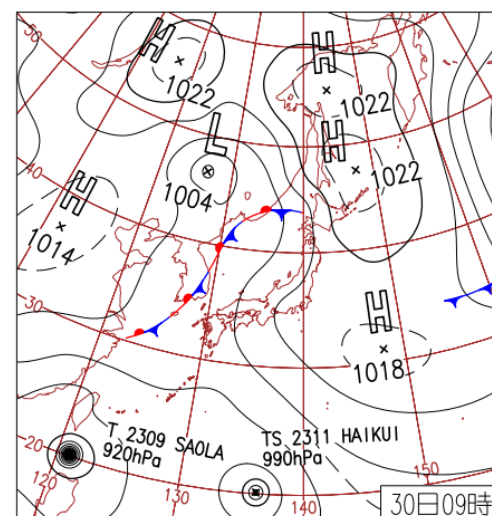 50
H
1022
H
1022
L
1004
H
1022
40
H
1014
30
H
1018
T 2309 SAOLA
920hPa
TS 2311 HAIKUI
990hPa
20
120
130
140
150
30日09時